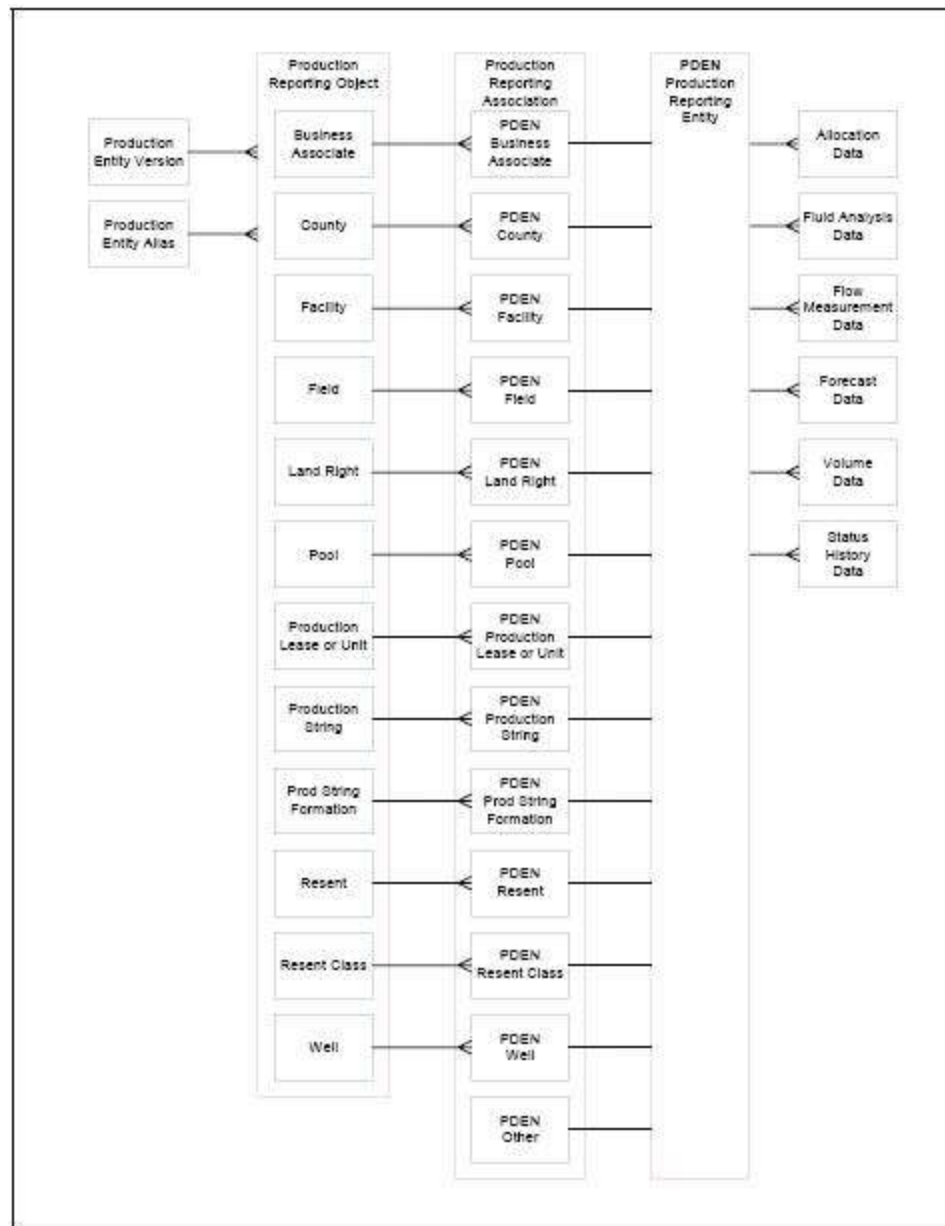 Production
Reporting Object
Production
Reporting
Association
PDEN
Production
Reporting
Entity
Production
Entity Version
Production
Entity Alias
Business
Associate
County
Facility
Field
Land Right
Pool
Production
Lease or Unit
Production
String
Prod String
Formation
Resent
Resent Class
Well
PDEN
Business
Associate
PDEN
County
PDEN
Facility
PDEN
Field
PDEN
Land Right
PDEN
Pool
PDEN
Production
Lease or Unit
PDEN
Production
String
PDEN
Prod String
Formation
PDEN
Resent
PDEN
Resent Class
PDEN
Well
PDEN
Other
Allocation
Data
Fluid Analysis
Data
Flow
Measurement
Data
Forecast
Data
Volume
Data
Status
History
Data